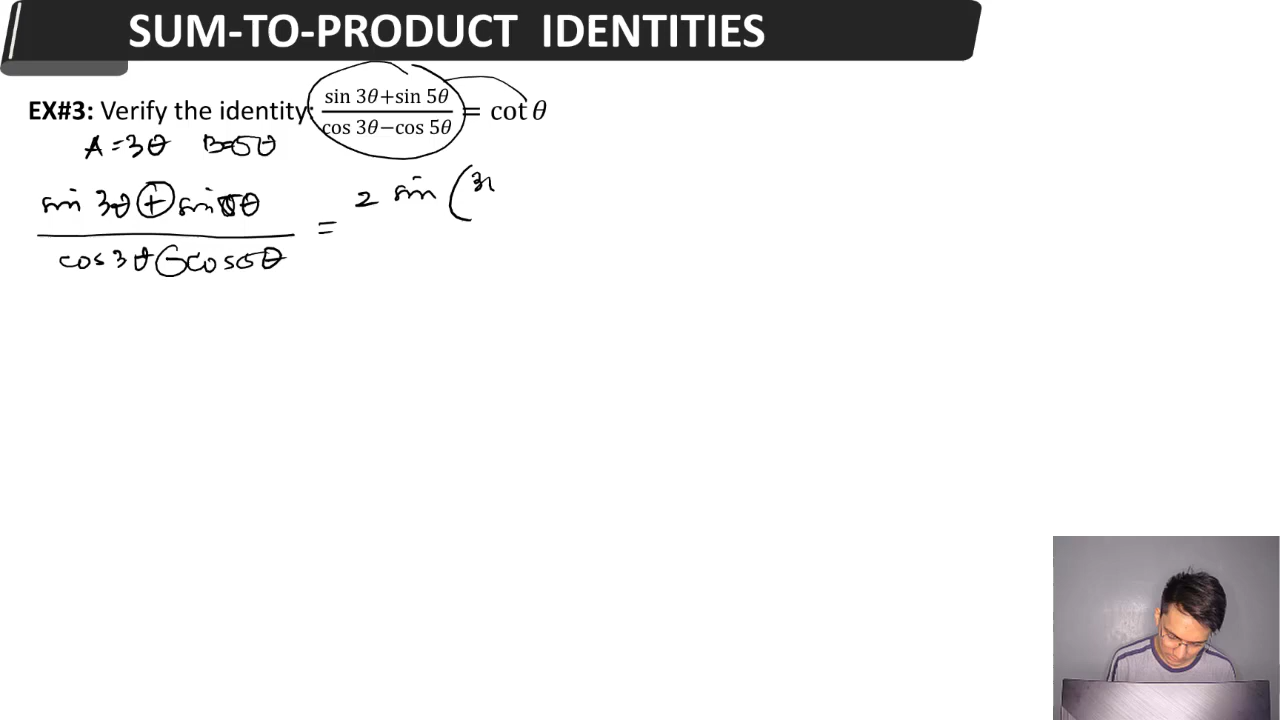 SUM-TO-PRODUCT IDENTITIES
EX#3: Verify the identity: sin 3θ+sin 5θ / cos 3θ−cos 5θ = cot θ
A = 3θ B=5θ
sin 3θ + sin 5θ / cos 3θ - cos 5θ = 2 sin (3